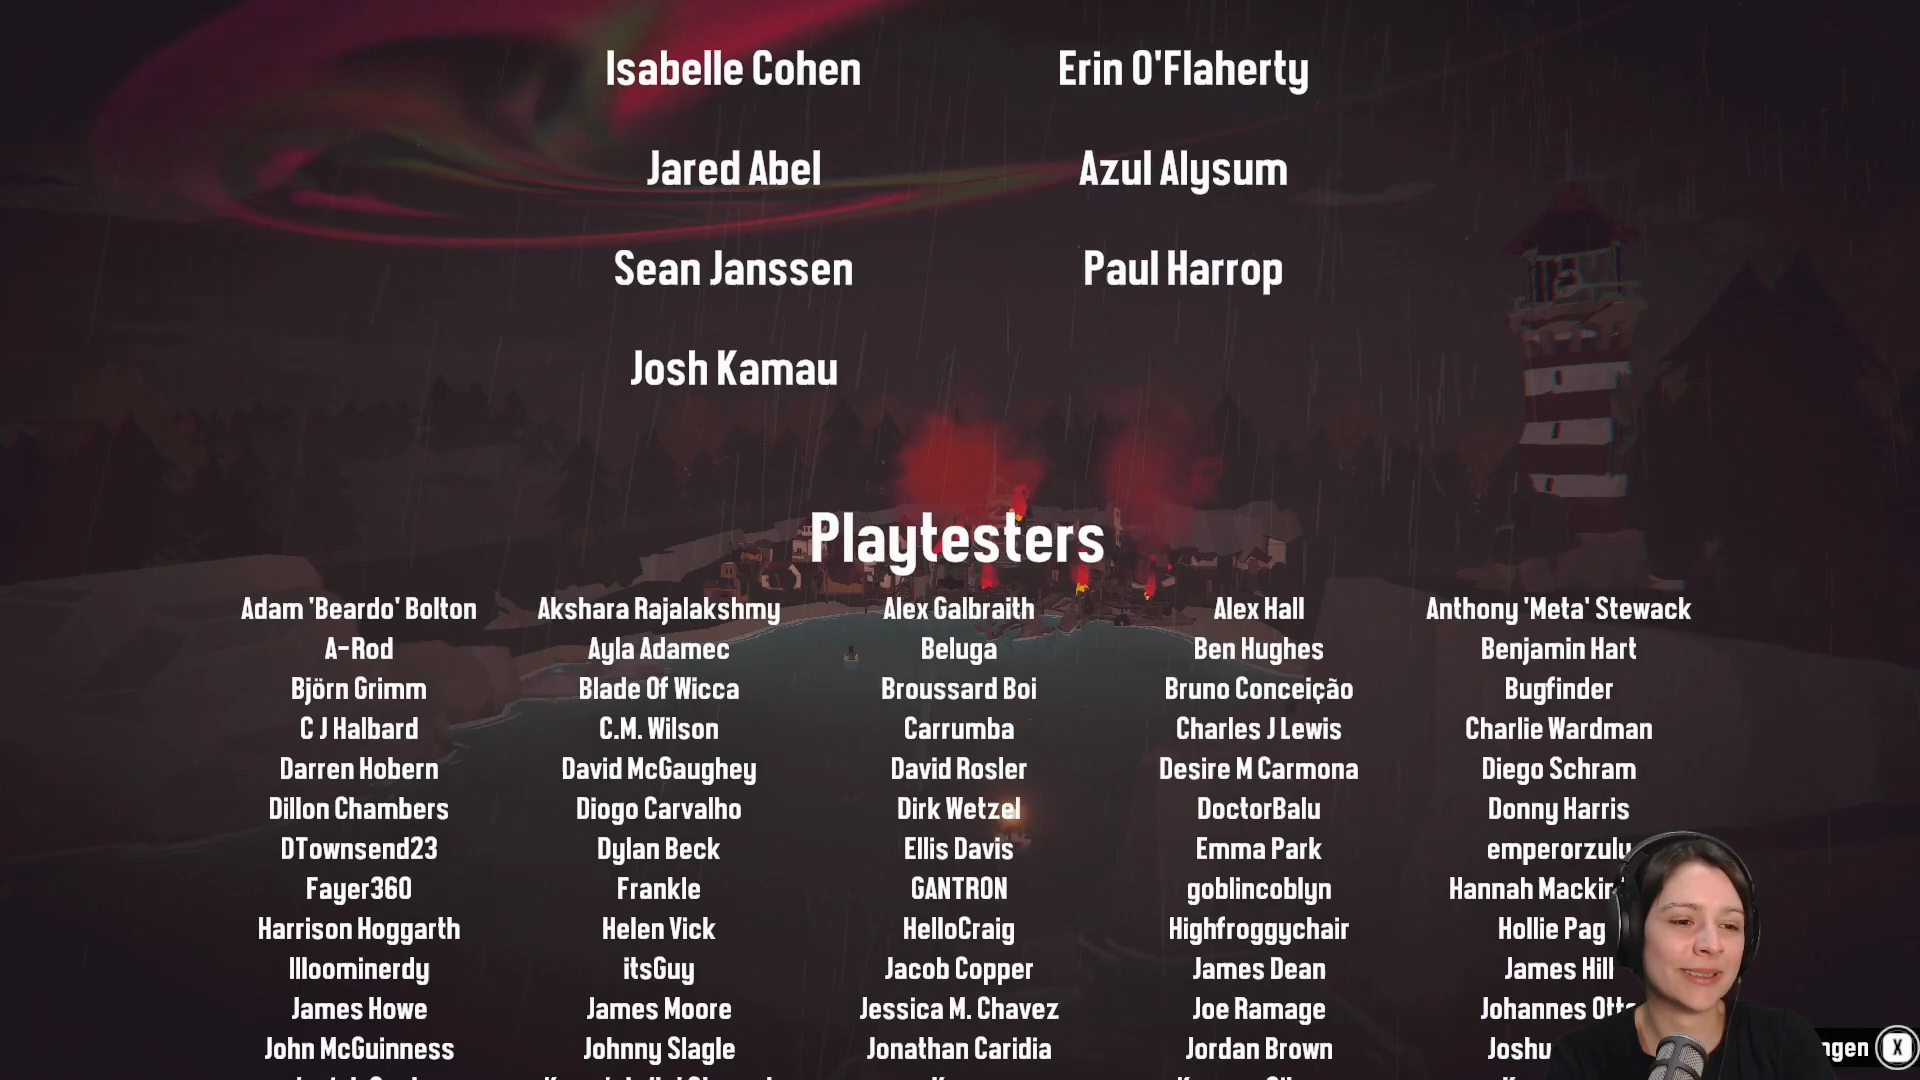 Isabelle Cohen Erin O'Flaherty
Jared Abel Azul Alysum
Sean Janssen Paul Harrop
Josh Kamau
Playtesters
Adam 'Beardo' Bolton Akshara Rajalakshmy Alex Galbraith Alex Hall Anthony 'Meta' Stewack
A-Rod Ayla Adamec Beluga Ben Hughes Benjamin Hart
Björn Grimm Blade Of Wicca Broussard Boi Bruno Conceição Bugfinder
C J Halbard C.M. Wilson Carrumba Charles J Lewis Charlie Wardman
Darren Hobern David McGaughey David Rosler Desire M Carmona Diego Schram
Dillon Chambers Diogo Carvalho Dirk Wetzel DoctorBalu Donny Harris
DTownsend23 Dylan Beck Ellis Davis Emma Park emperorzulu
Fayer360 Frankle GANTRON goblincoblyn Hannah
Harrison Hoggarth Helen Vick HelloCraig Highfroggychair Hollie
Illoominerdy itsGuy Jacob Copper James Dean James Hill
James Howe James Moore Jessica M. Chavez Joe Ramage Johannes
John McGuinness Johnny Slagle Jonathan Caridia Jordan Brown
X